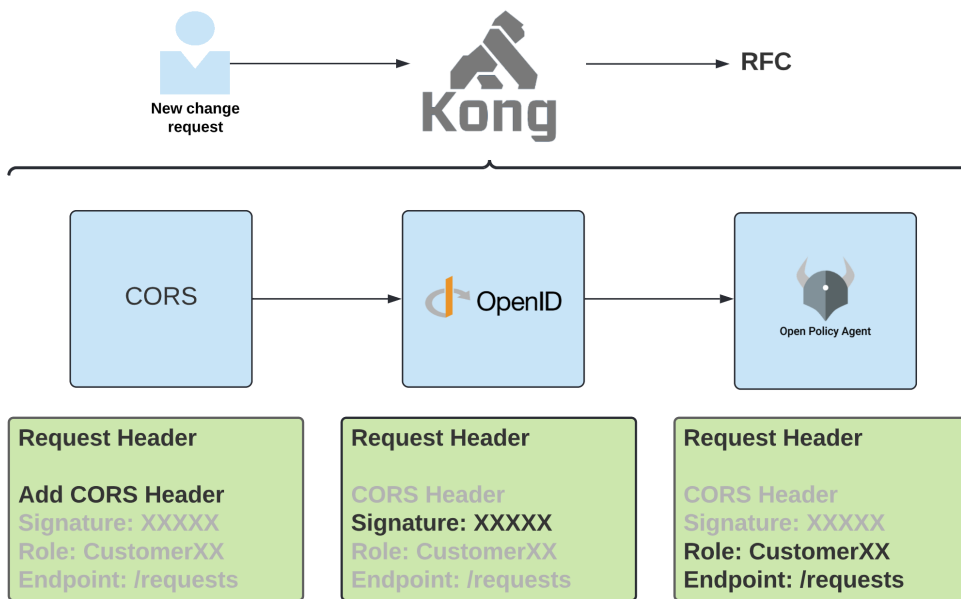 New change
request
Kong
RFC
CORS
OpenID
Open Policy Agent
Request Header
Add CORS Header
Signature: XXXXX
Role: CustomerXX
Endpoint: /requests
Request Header
CORS Header
Signature: XXXXX
Role: CustomerXX
Endpoint: /requests
Request Header
CORS Header
Signature: XXXXX
Role: CustomerXX
Endpoint: /requests